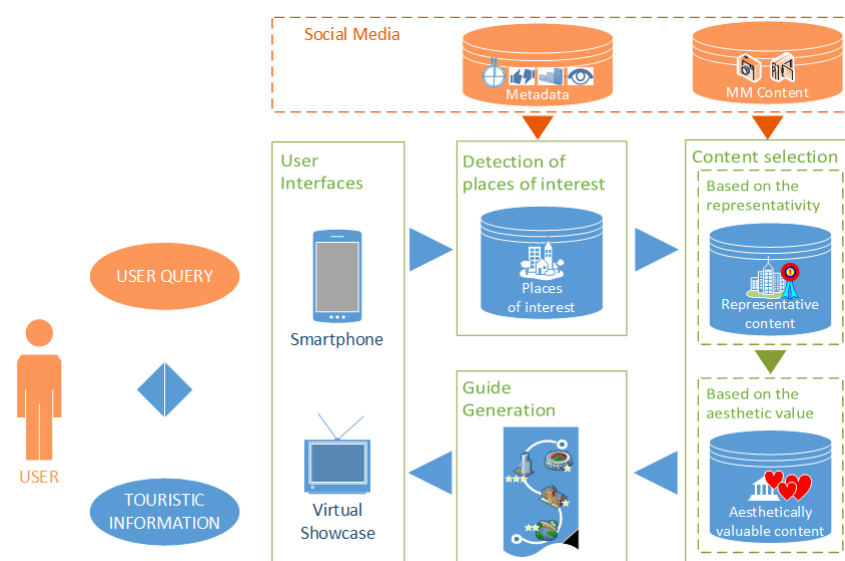 Social Media
Metadata
MM Content
User
Interfaces
Detection of
places of interest
Content selection
Based on the
representativity
USER QUERY
Places
of interest
Representative
content
Smartphone
Guide
Generation
Based on the
aesthetic value
USER
TOURISTIC
INFORMATION
Virtual
Showcase
Aesthetically
valuable content